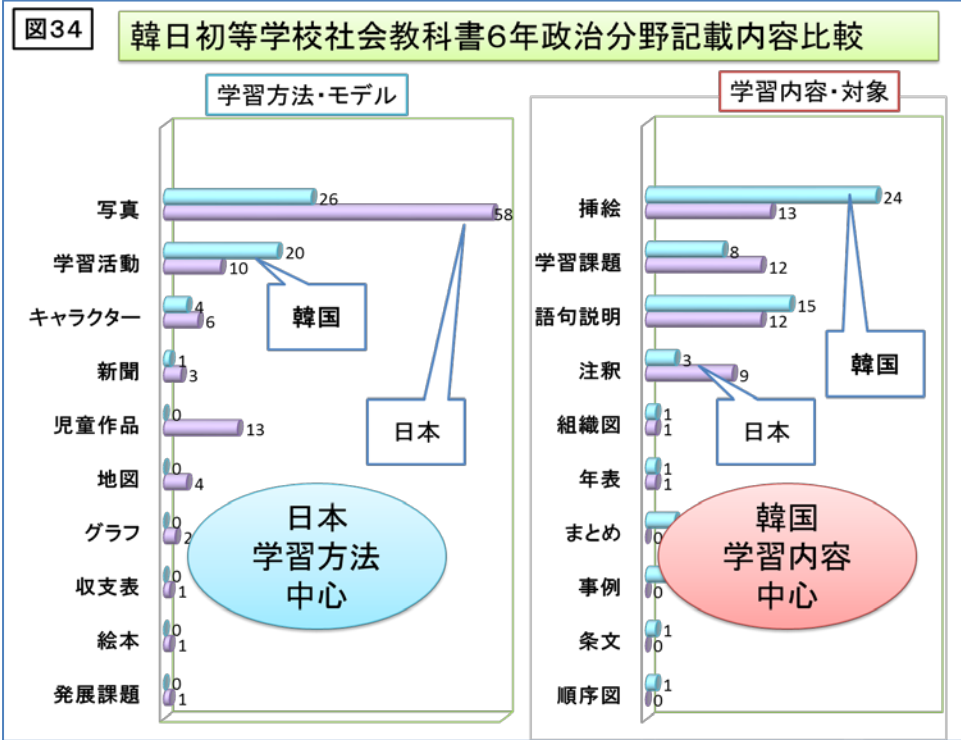 図34
韓日初等学校社会教科書6年政治分野記載内容比較
学習方法・モデル
写真
26
58
学習活動
20
10
キャラクター
4
6
新聞
1
3
児童作品
0
13
地図
0
4
グラフ
0
2
収支表
0
1
絵本
0
1
発展課題
0
1
韓国
日本
日本
学習方法
中心
学習内容・対象
挿絵
24
13
学習課題
8
12
語句説明
15
12
注釈
3
9
組織図
1
1
年表
1
1
まとめ
0
事例
0
条文
1
0
順序図
1
0
韓国
日本
韓国
学習内容
中心